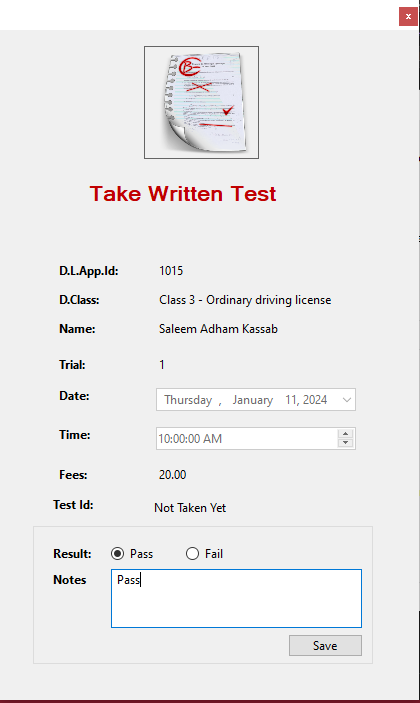 x
Take Written Test
D.L.App.Id: 1015
D.Class: Class 3 - Ordinary driving license
Name: Saleem Adham Kassab
Trial: 1
Date: Thursday , January 11, 2024
Time: 10:00:00 AM
Fees: 20.00
Test Id: Not Taken Yet
Result: Pass Fail
Notes Pass
Save